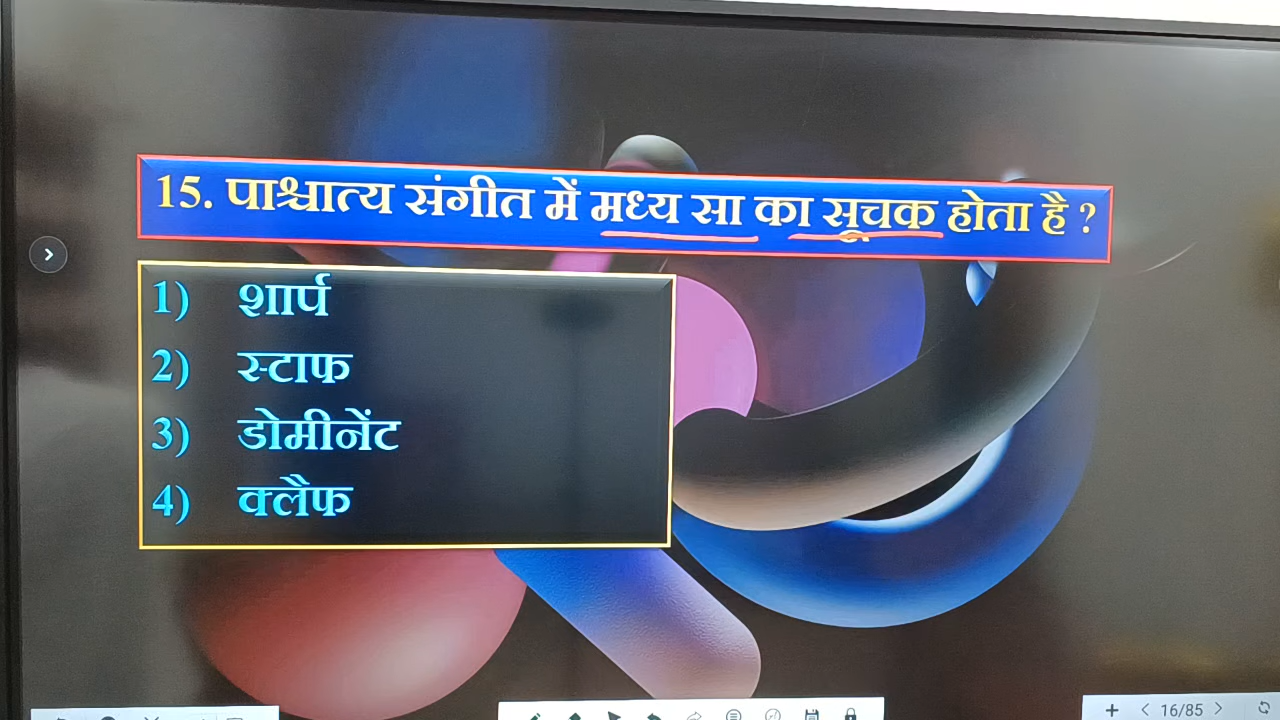 15. पाश्चात्य संगीत में मध्य सा का सूचक होता है ?
1) शार्प
2) स्टाफ
3) डोमीनेंट
4) क्लैफ
16/85